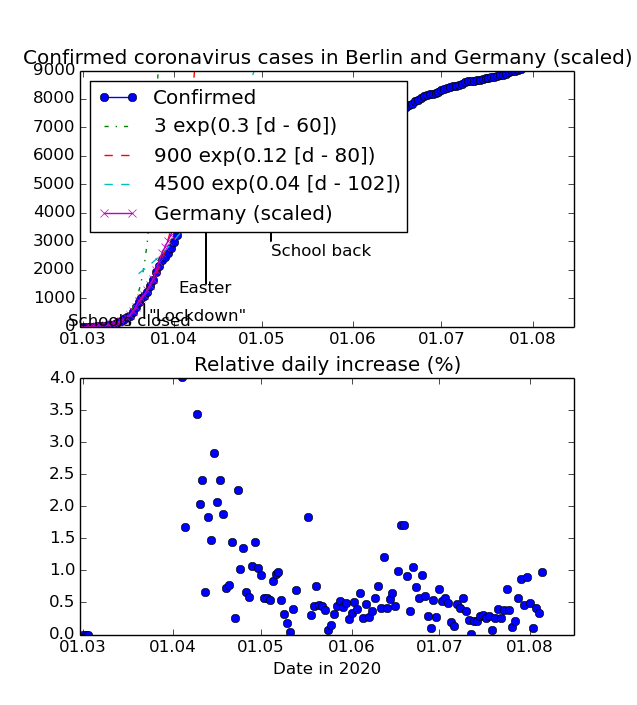 Confirmed coronavirus cases in Berlin and Germany (scaled)
9000
8000
7000
6000
5000
4000
3000
2000
1000
0
Confirmed
3 exp(0.3 [d - 60])
900 exp(0.12 [d - 80])
4500 exp(0.04 [d - 102])
Germany (scaled)
School back
Easter
"Lockdown"
Schools closed
01.03 01.04 01.05 01.06 01.07 01.08
Relative daily increase (%)
4.0
3.5
3.0
2.5
2.0
1.5
1.0
0.5
0.0
01.03 01.04 01.05 01.06 01.07 01.08
Date in 2020